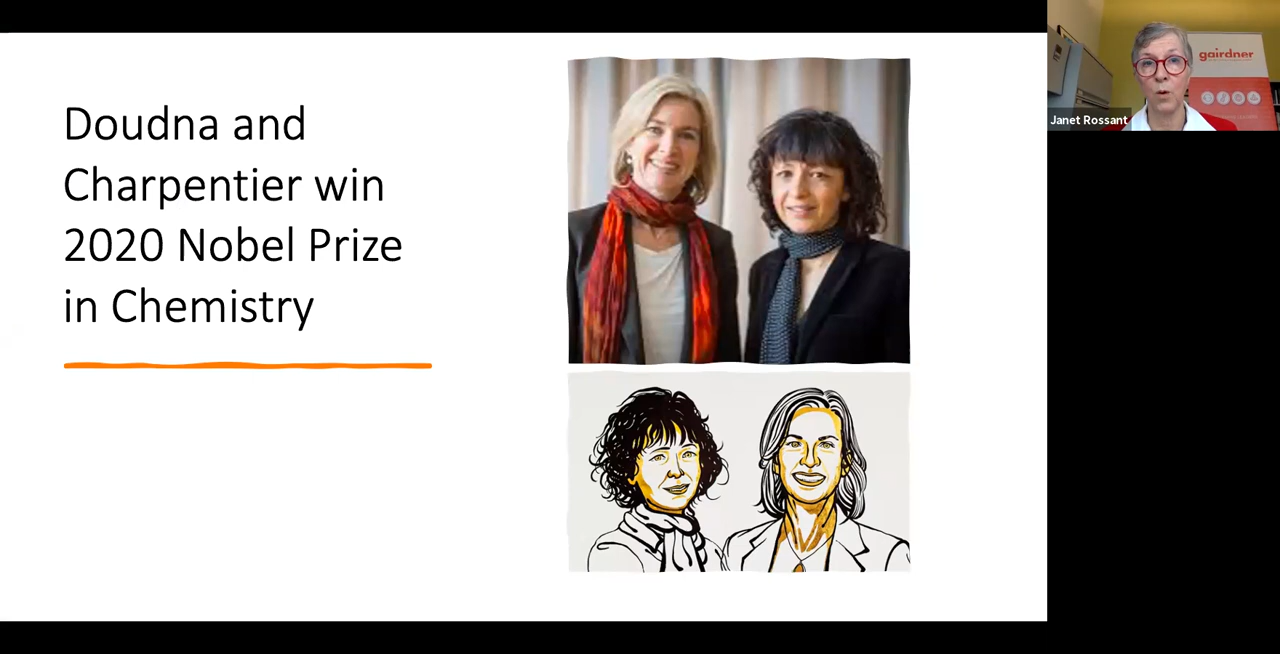 Doudna and
Charpentier win
2020 Nobel Prize
in Chemistry
gairdner
Janet Rossant